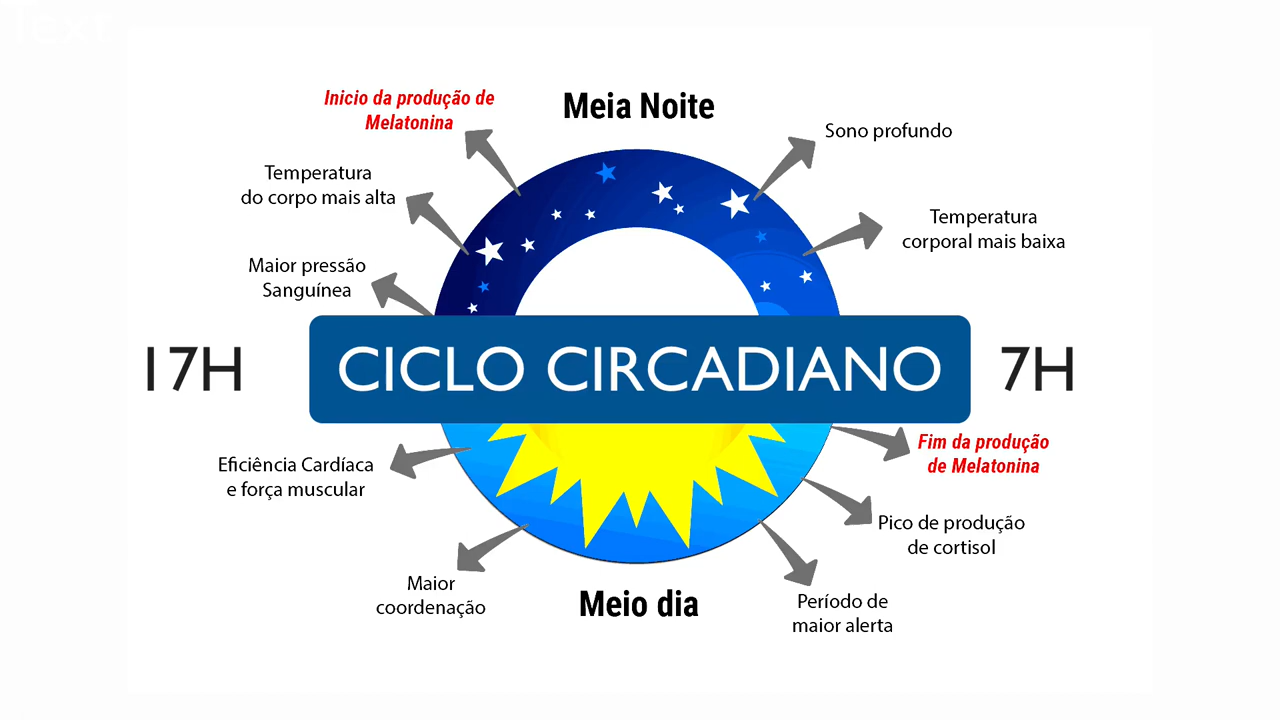 Text
Inicio da produção de
Melatonina
Meia Noite
Sono profundo
Temperatura
do corpo mais alta
Temperatura
corporal mais baixa
Maior pressão
Sanguínea
17H
CICLO CIRCADIANO
7H
Fim da produção
de Melatonina
Eficiência Cardíaca
e força muscular
Pico de produção
de cortisol
Maior
coordenação
Meio dia
Período de
maior alerta